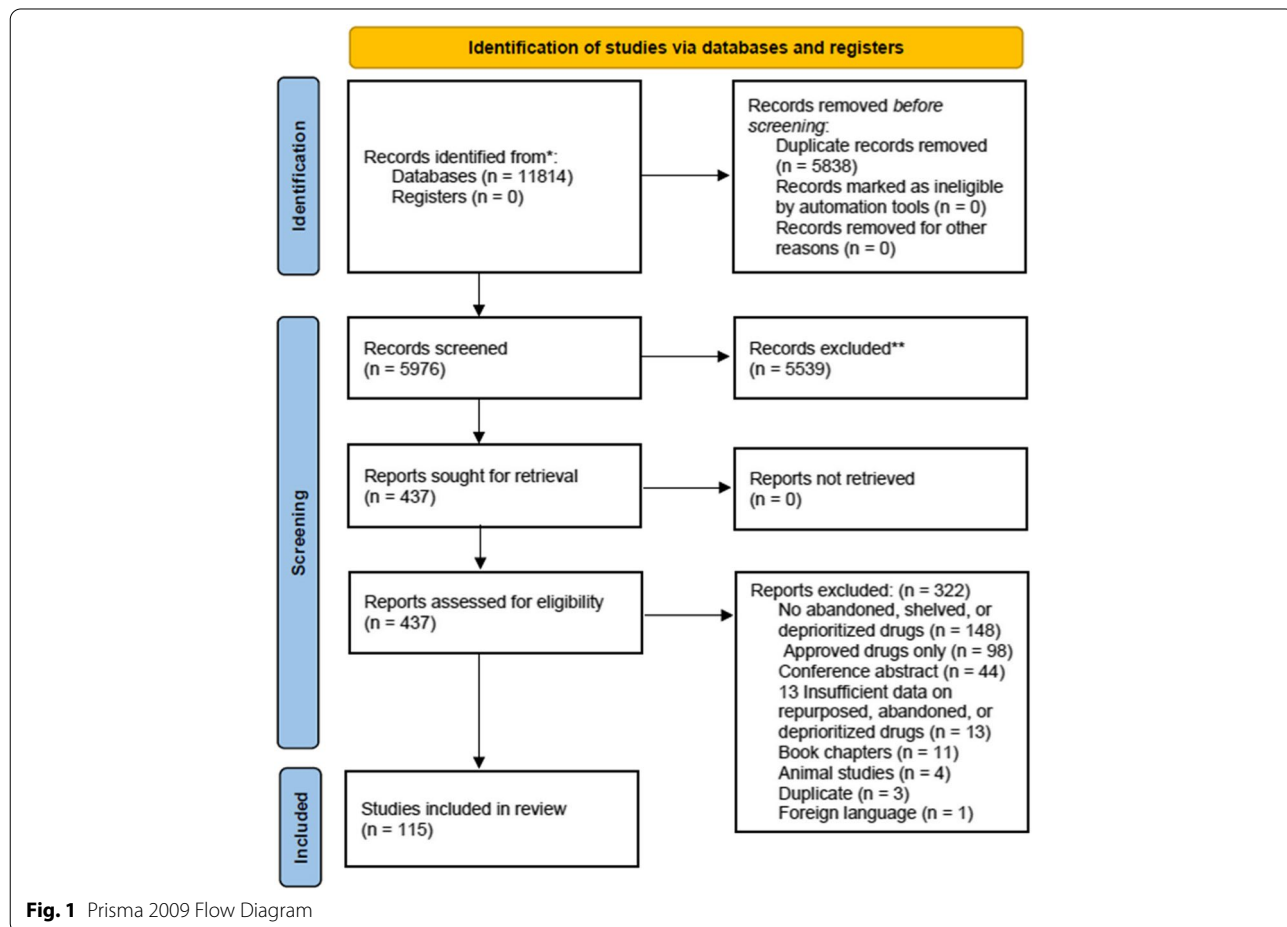 Identification of studies via databases and registers
Identification
Records identified from*:
Databases (n = 11814)
Registers (n = 0)
Records removed before
screening:
Duplicate records removed
(n = 5838)
Records marked as ineligible
by automation tools (n = 0)
Records removed for other
reasons (n = 0)
Screening
Records screened
(n = 5976)
Records excluded**
(n = 5539)
Reports sought for retrieval
(n = 437)
Reports not retrieved
(n = 0)
Reports assessed for eligibility
(n = 437)
Reports excluded: (n = 322)
No abandoned, shelved, or
deprioritized drugs (n = 148)
Approved drugs only (n = 98)
Conference abstract (n = 44)
13 Insufficient data on
repurposed, abandoned, or
deprioritized drugs (n = 13)
Book chapters (n = 11)
Animal studies (n = 4)
Duplicate (n = 3)
Foreign language (n = 1)
Included
Studies included in review
(n = 115)
Fig. 1 Prisma 2009 Flow Diagram